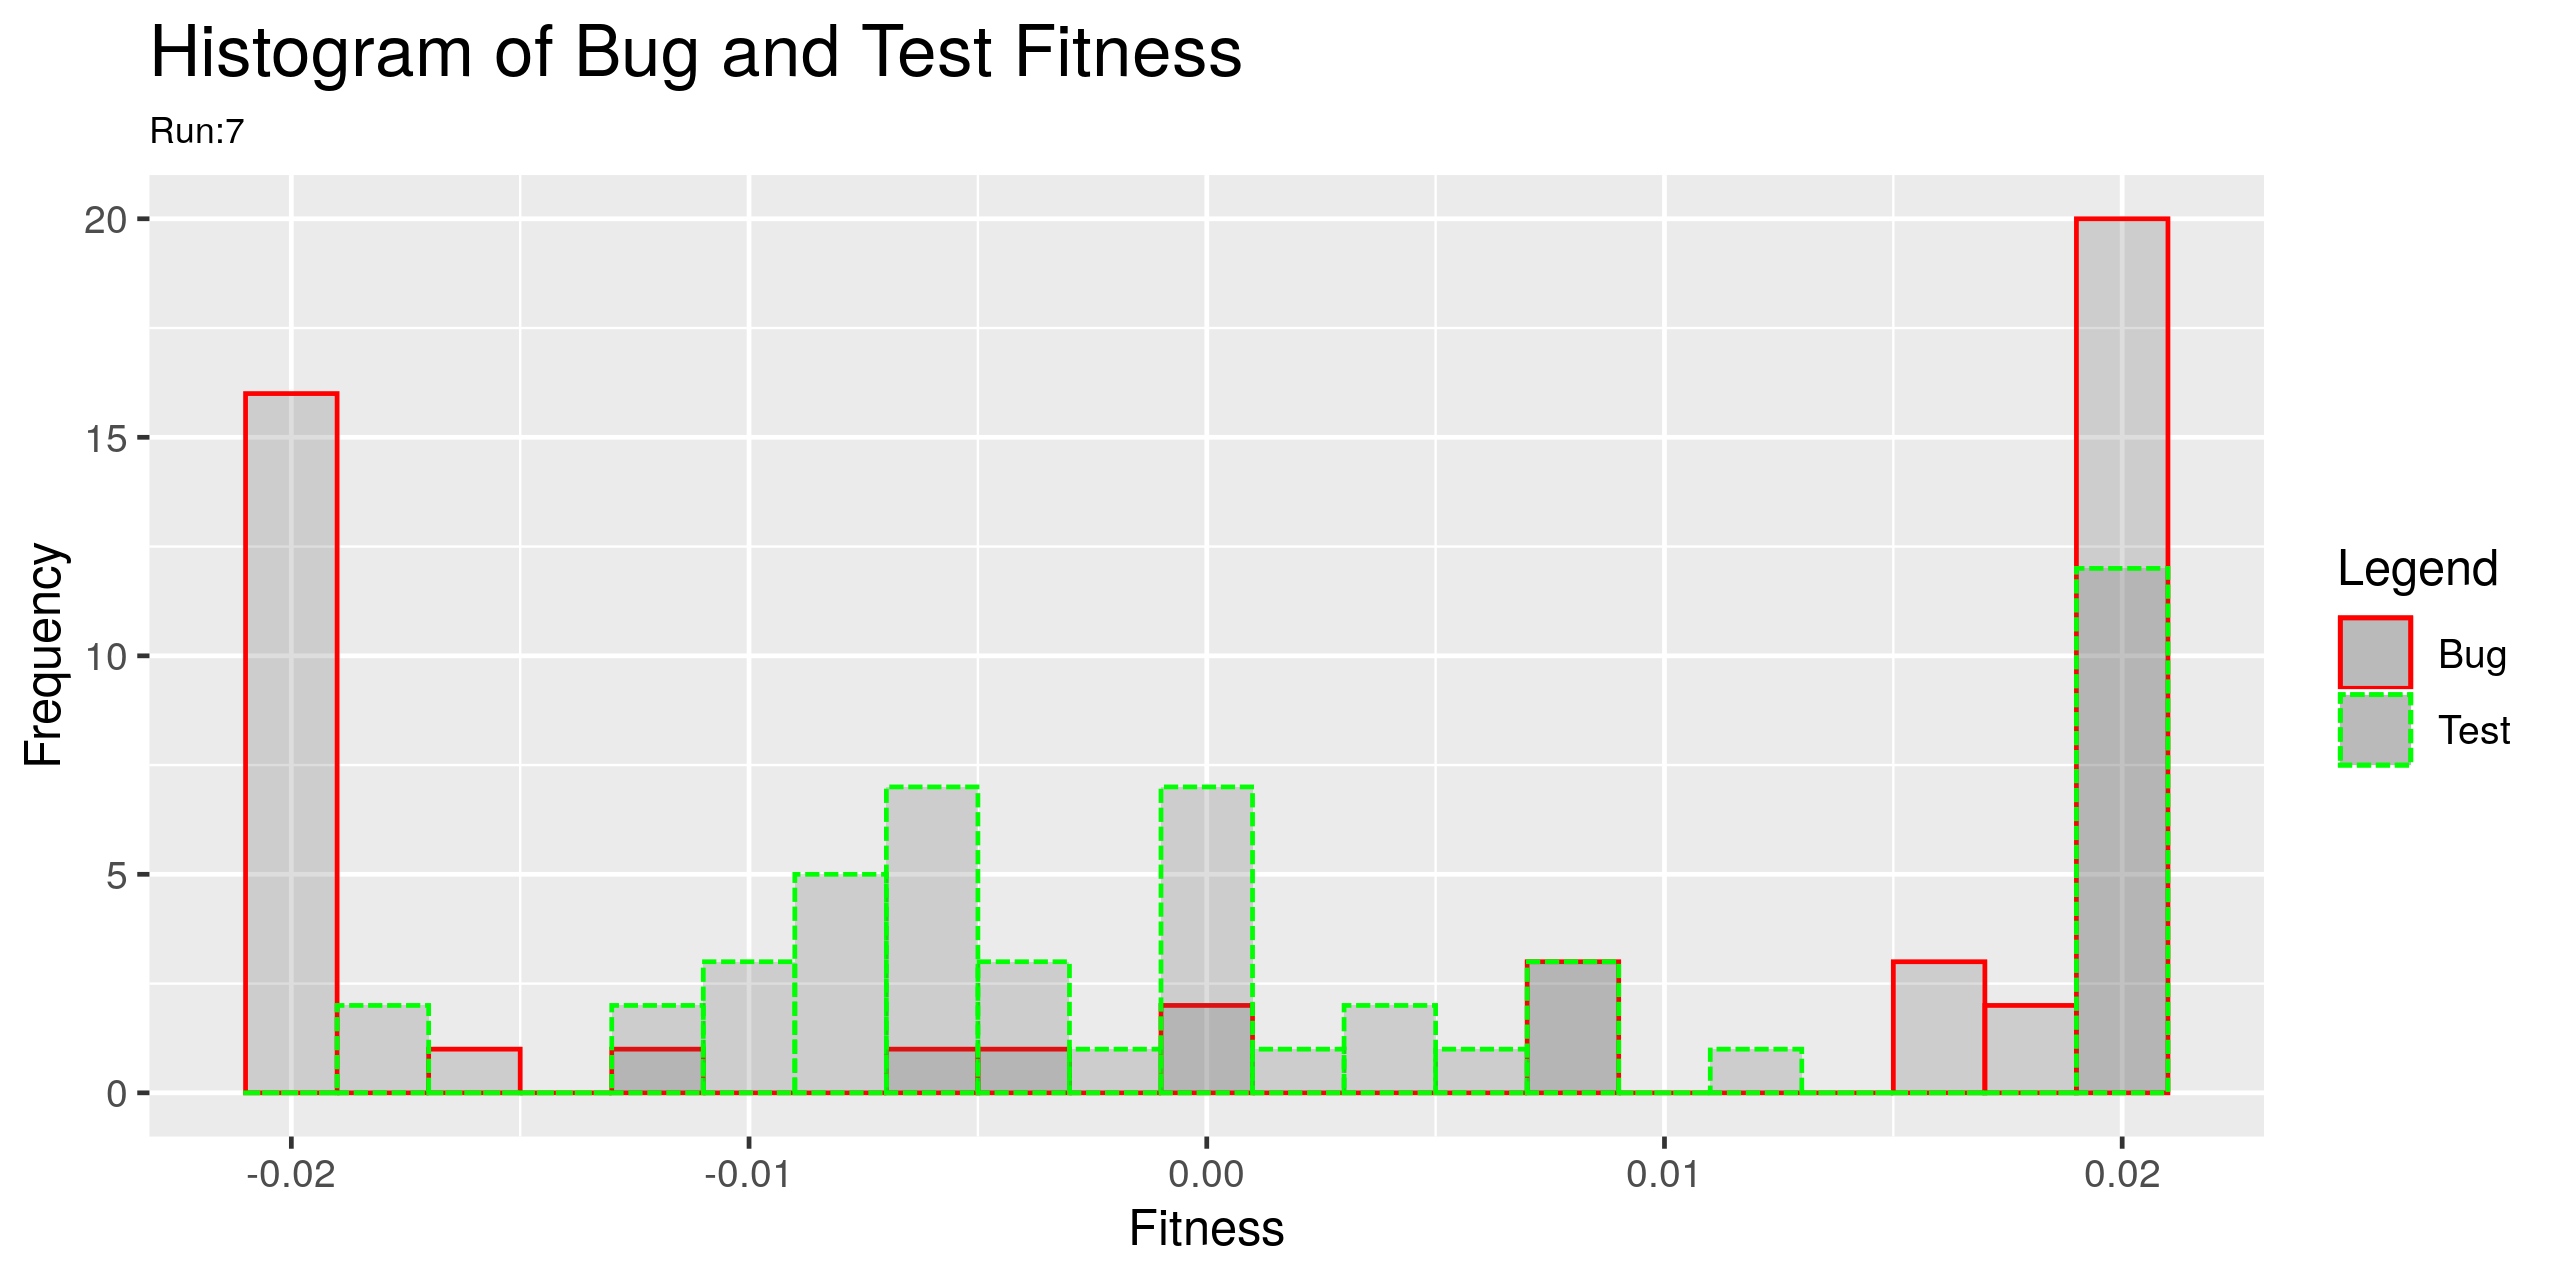 Histogram of Bug and Test Fitness
Run:7
Frequency
20
15
10
5
0
-0.02
-0.01
0.00
0.01
0.02
Fitness
Legend
Bug
Test